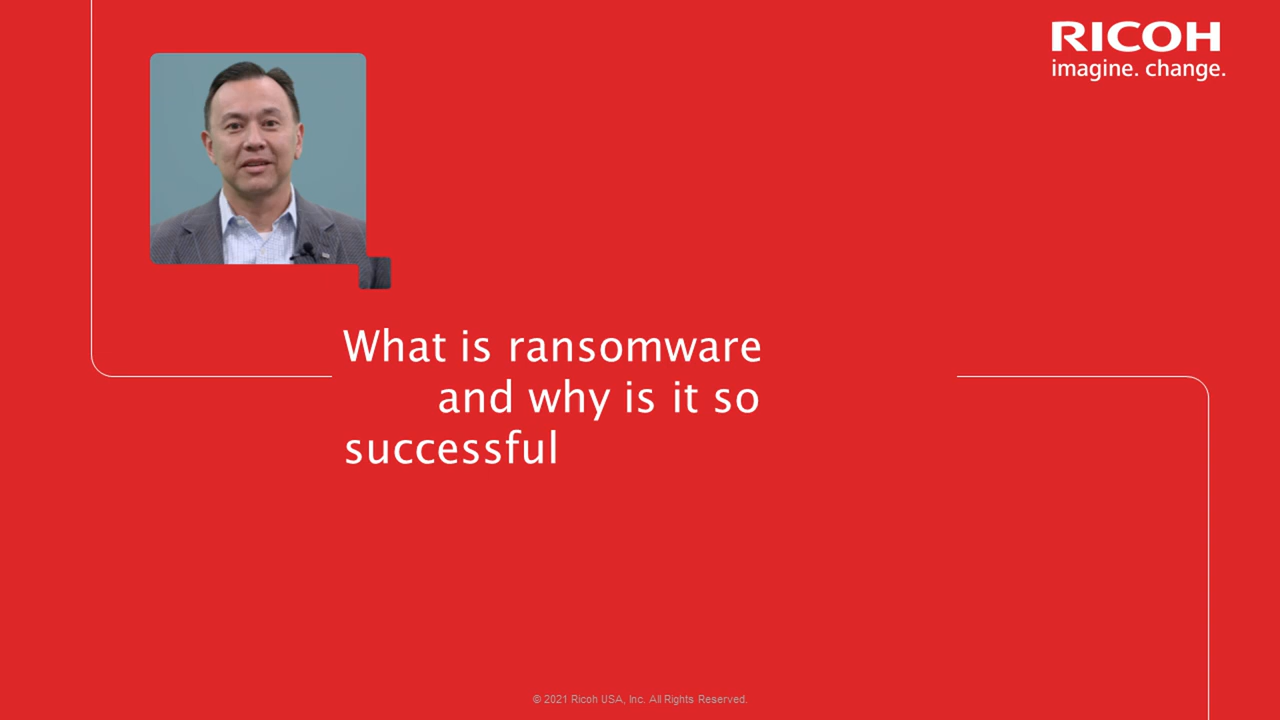 RICOH
imagine. change.
What is ransomware
and why is it so
successful
© 2021 Ricoh USA, Inc. All Rights Reserved.